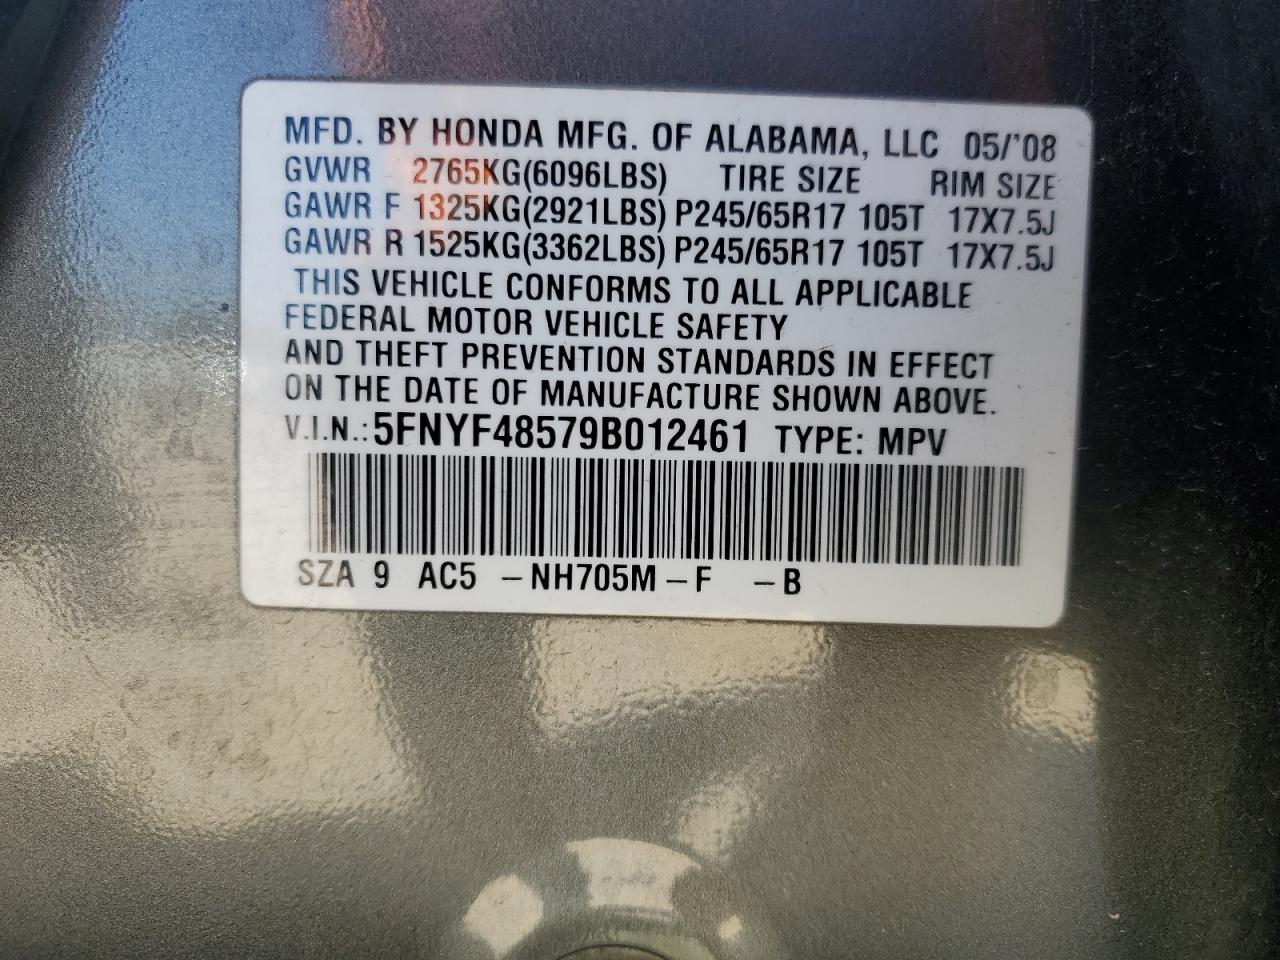 MFD. BY HONDA MFG. OF ALABAMA, LLC 05/'08
GVWR 2765KG(6096LBS) TIRE SIZE RIM SIZE
GAWR F 1325KG(2921LBS) P245/65R17 105T 17X7.5J
GAWR R 1525KG(3362LBS) P245/65R17 105T 17X7.5J
THIS VEHICLE CONFORMS TO ALL APPLICABLE
FEDERAL MOTOR VEHICLE SAFETY
AND THEFT PREVENTION STANDARDS IN EFFECT
ON THE DATE OF MANUFACTURE SHOWN ABOVE.
V.I.N.: 5FNYF48579B012461 TYPE: MPV
SZA 9 AC5 -NH705M-F -B